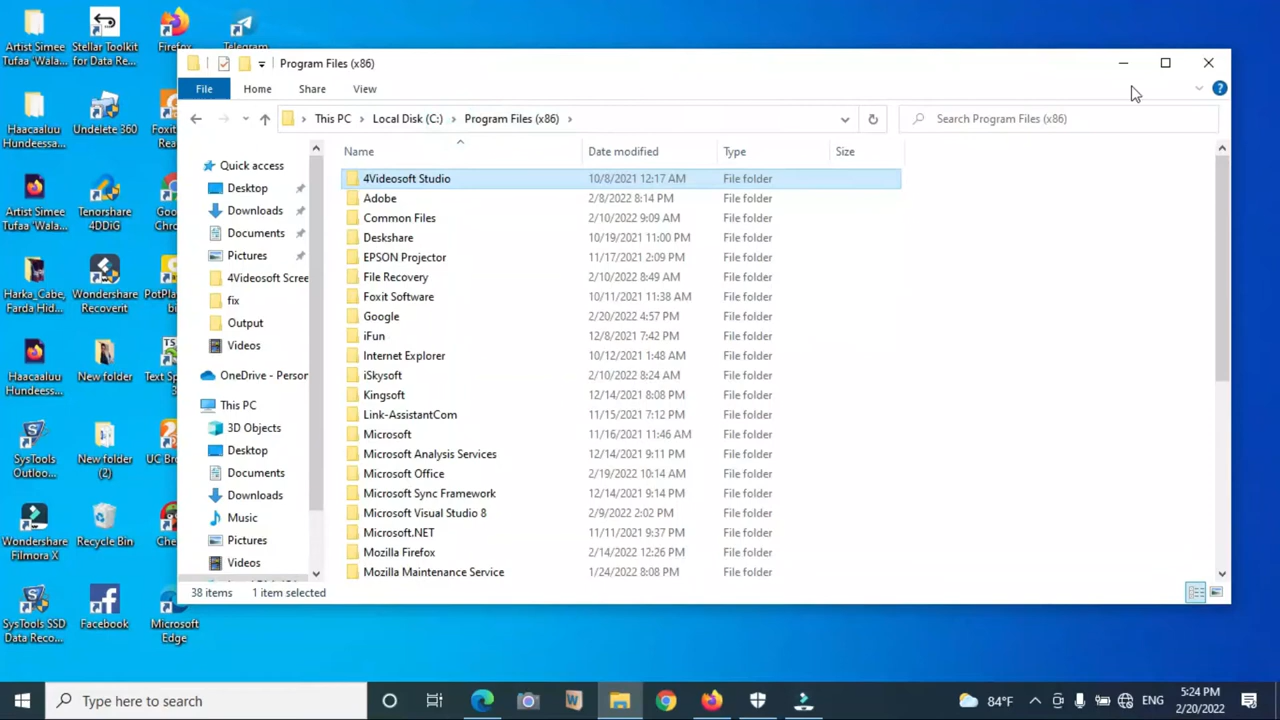 Artist Simee
Tufaa 'Wala...
Stellar Toolkit
for Data Re...
Firefox
Telegram
Haacaaluu
Hundeessa...
Undelete 360
Artist Simee
Tufaa 'Wala...
Tenorshare
4DDiG
Harka_Cabe,
Farda Hid...
Wondershare
Recoverit
Haacaaluu
Hundeess...
New folder
SysTools
Outloo...
New folder
(2)
Wondershare
Filmora X
Recycle Bin
SysTools SSD
Data Reco...
Facebook
Microsoft
Edge
Program Files (x86)
File Home Share View
This PC Local Disk (C:) Program Files (x86)
Search Program Files (x86)
Quick access
Desktop
Downloads
Documents
Pictures
4Videosoft Scree
fix
Output
Videos
OneDrive - Person
This PC
3D Objects
Desktop
Documents
Downloads
Music
Pictures
Videos
Name Date modified Type Size
4Videosoft Studio 10/8/2021 12:17 AM File folder
Adobe 2/8/2022 8:14 PM File folder
Common Files 2/10/2022 9:09 AM File folder
Deskshare 10/19/2021 11:00 PM File folder
EPSON Projector 11/17/2021 2:09 PM File folder
File Recovery 2/10/2022 8:49 AM File folder
Foxit Software 10/11/2021 11:38 AM File folder
Google 2/20/2022 4:57 PM File folder
iFun 12/8/2021 7:42 PM File folder
Internet Explorer 10/12/2021 1:48 AM File folder
iSkysoft 2/10/2022 8:24 AM File folder
Kingsoft 12/14/2021 8:08 PM File folder
Link-AssistantCom 11/15/2021 7:12 PM File folder
Microsoft 11/16/2021 11:46 AM File folder
Microsoft Analysis Services 12/14/2021 9:11 PM File folder
Microsoft Office 2/19/2022 10:14 AM File folder
Microsoft Sync Framework 12/14/2021 9:14 PM File folder
Microsoft Visual Studio 8 2/9/2022 2:02 PM File folder
Microsoft.NET 11/11/2021 9:37 PM File folder
Mozilla Firefox 2/14/2022 12:26 PM File folder
Mozilla Maintenance Service 1/24/2022 8:08 PM File folder
38 items 1 item selected
Type here to search
84°F
ENG
5:24 PM
2/20/2022